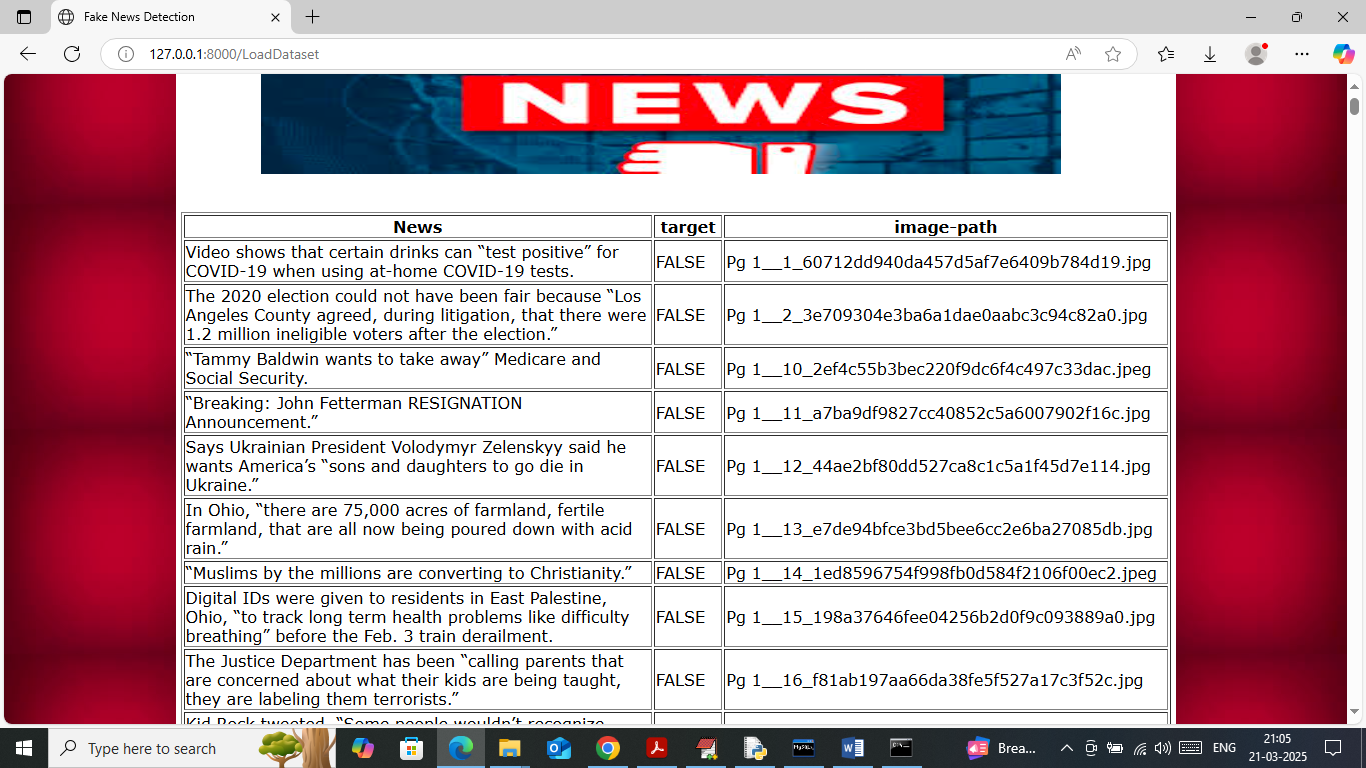 Fake News Detection
127.0.0.1:8000/LoadDataset
NEWS
News target image-path
Video shows that certain drinks can “test positive” for
COVID-19 when using at-home COVID-19 tests.
FALSE
Pg 1__1_60712dd940da457d5af7e6409b784d19.jpg
The 2020 election could not have been fair because “Los
Angeles County agreed, during litigation, that there were
1.2 million ineligible voters after the election.”
FALSE
Pg 1__2_3e709304e3ba6a1dae0aabc3c94c82a0.jpg
“Tammy Baldwin wants to take away” Medicare and
Social Security.
FALSE
Pg 1__10_2ef4c55b3bec220f9dc6f4c497c33dac.jpeg
“Breaking: John Fetterman RESIGNATION
Announcement.”
FALSE
Pg 1__11_a7ba9df9827cc40852c5a6007902f16c.jpg
Says Ukrainian President Volodymyr Zelenskyy said he
wants America’s “sons and daughters to go die in
Ukraine.”
FALSE
Pg 1__12_44ae2bf80dd527ca8c1c5a1f45d7e114.jpg
In Ohio, “there are 75,000 acres of farmland, fertile
farmland, that are all now being poured down with acid
rain.”
FALSE
Pg 1__13_e7de94bfce3bd5bee6cc2e6ba27085db.jpg
“Muslims by the millions are converting to Christianity.”
FALSE
Pg 1__14_1ed8596754f998fb0d584f2106f00ec2.jpeg
Digital IDs were given to residents in East Palestine,
Ohio, “to track long term health problems like difficulty
breathing” before the Feb. 3 train derailment.
FALSE
Pg 1__15_198a37646fee04256b2d0f9c093889a0.jpg
The Justice Department has been “calling parents that
are concerned about what their kids are being taught,
they are labeling them terrorists.”
FALSE
Pg 1__16_f81ab197aa66da38fe5f527a17c3f52c.jpg
Kid Rock tweeted, “Some people wouldn’t recognize
Type here to search
Brea...
ENG
21:05
21-03-2025